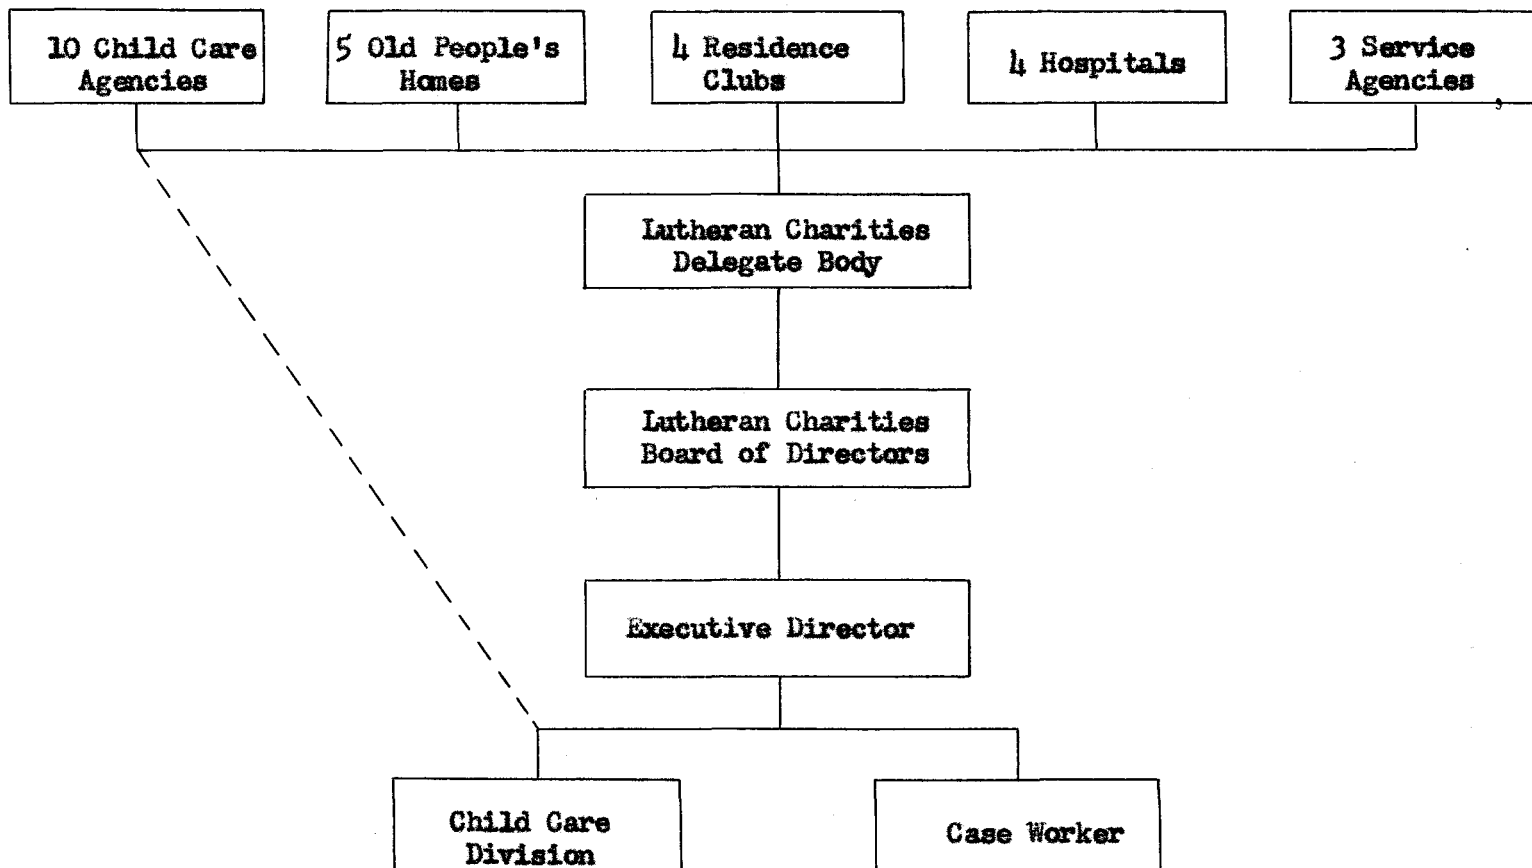 10 Child Care
Agencies
5 Old People's
Homes
4 Residence
Clubs
4 Hospitals
3 Service
Agencies
Lutheran Charities
Delegate Body
Lutheran Charities
Board of Directors
Executive Director
Child Care
Division
Case Worker